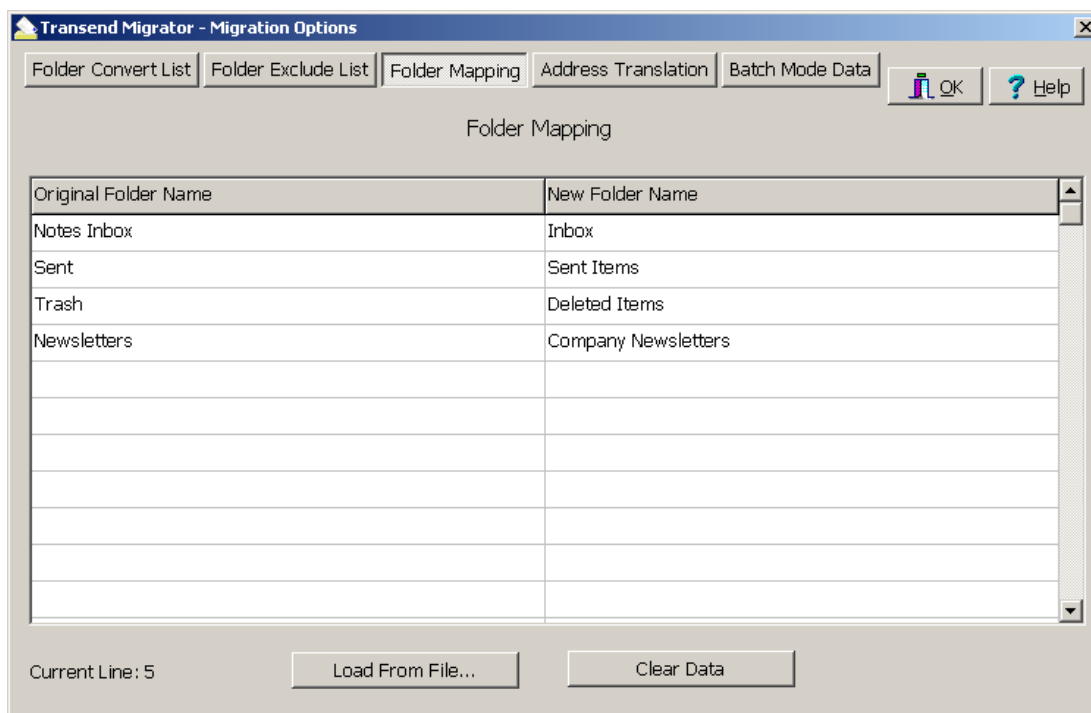 Transend Migrator - Migration Options
Folder Convert List Folder Exclude List Folder Mapping Address Translation Batch Mode Data OK Help
Folder Mapping
Original Folder Name New Folder Name
Notes Inbox Inbox
Sent Sent Items
Trash Deleted Items
Newsletters Company Newsletters
Current Line: 5 Load From File... Clear Data